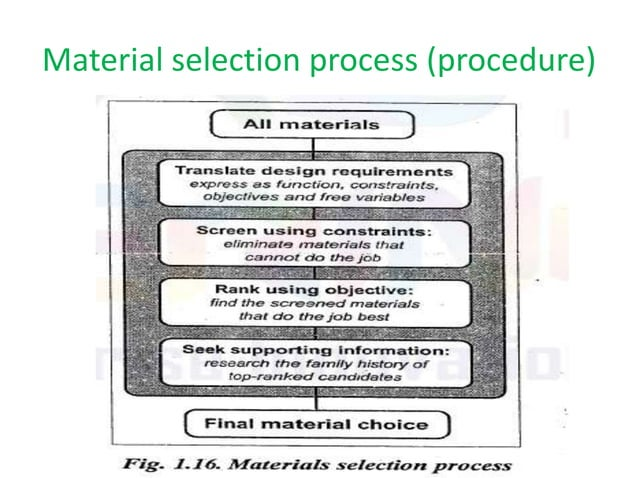 Material selection process (procedure)
All materials
Translate design requirements
express as function, constraints,
objectives and free variables
Screen using constraints:
eliminate materials that
cannot do the job
Rank using objective:
find the screened materials
that do the job best
Seek supporting information:
research the family history of
top-ranked candidates
Final material choice
Fig. 1.16. Materials selection process